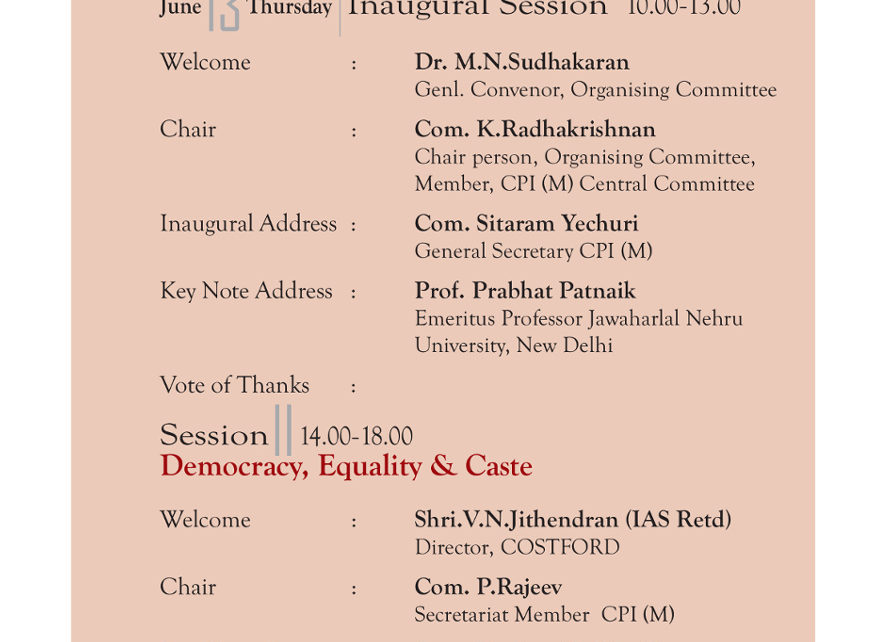 June 13 Thursday Inaugural Session 10.00-13.00
Welcome : Dr. M.N.Sudhakaran
Genl. Convenor, Organising Committee
Chair : Com. K.Radhakrishnan
Chair person, Organising Committee,
Member, CPI (M) Central Committee
Inaugural Address : Com. Sitaram Yechuri
General Secretary CPI (M)
Key Note Address : Prof. Prabhat Patnaik
Emeritus Professor Jawaharlal Nehru
University, New Delhi
Vote of Thanks :
Session II 14.00-18.00
Democracy, Equality & Caste
Welcome : Shri.V.N.Jithendran (IAS Retd)
Director, COSTFORD
Chair : Com. P.Rajeev
Secretariat Member CPI (M)